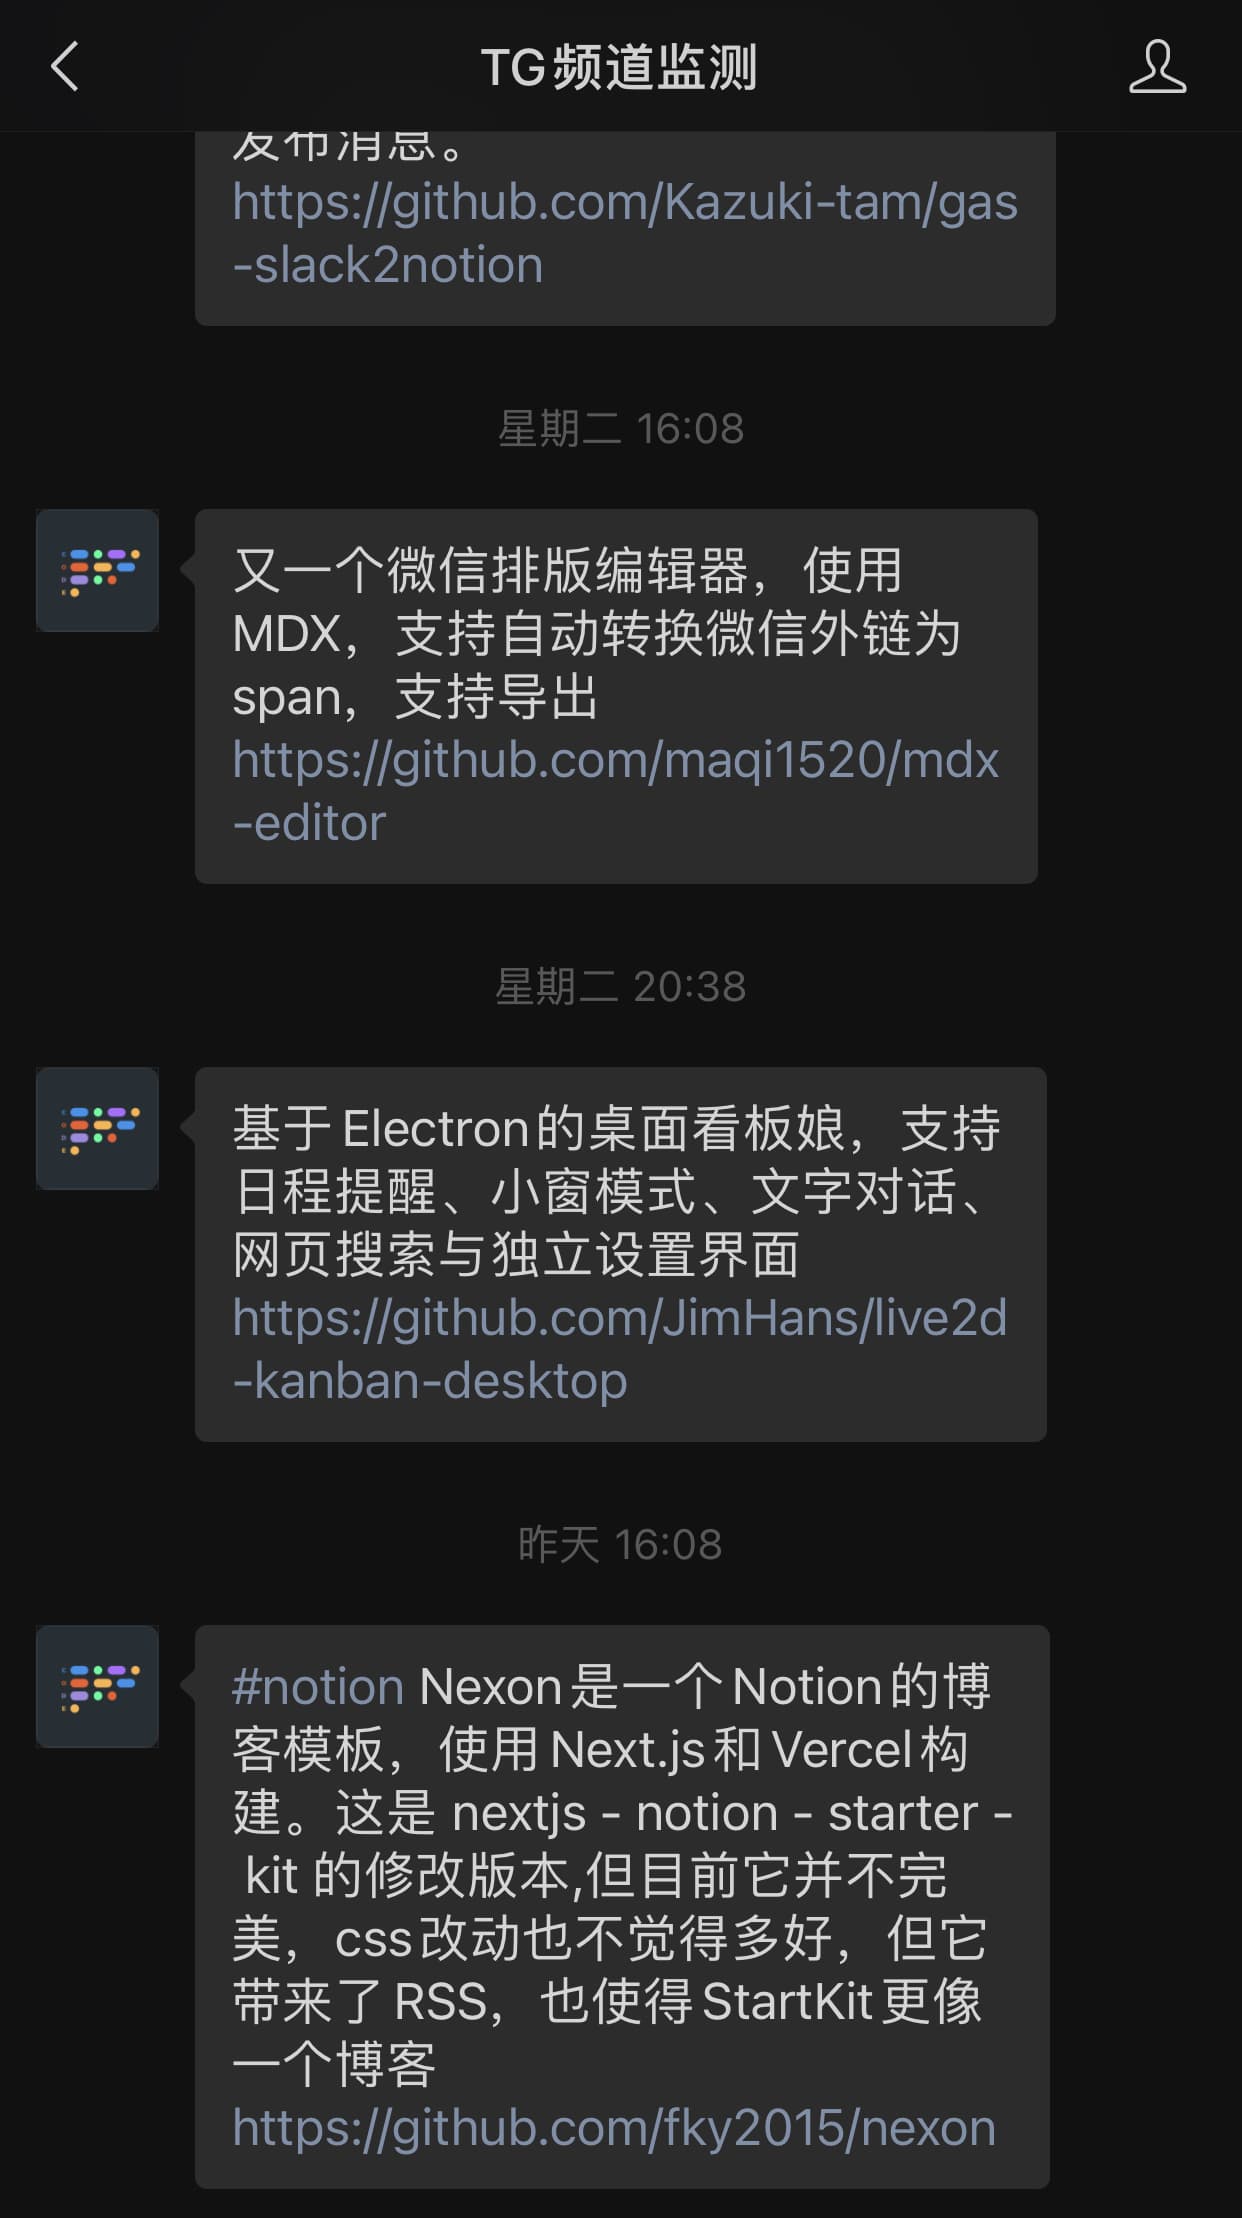 TG频道监测
发布消息。
https://github.com/Kazuki-tam/gas
-slack2notion
星期二 16:08
又一个微信排版编辑器，使用
MDX，支持自动转换微信外链为
span，支持导出
https://github.com/maqi1520/mdx
-editor
星期二 20:38
基于Electron的桌面看板娘，支持
日程提醒、小窗模式、文字对话、
网页搜索与独立设置界面
https://github.com/JimHans/live2d
-kanban-desktop
昨天 16:08
#notion Nexon是一个Notion的博
客模板，使用Next.js和Vercel构
建。这是 nextjs - notion - starter -
kit 的修改版本,但目前它并不完
美，css改动也不觉得多好，但它
带来了RSS，也使得StartKit更像
一个博客
https://github.com/fky2015/nexon